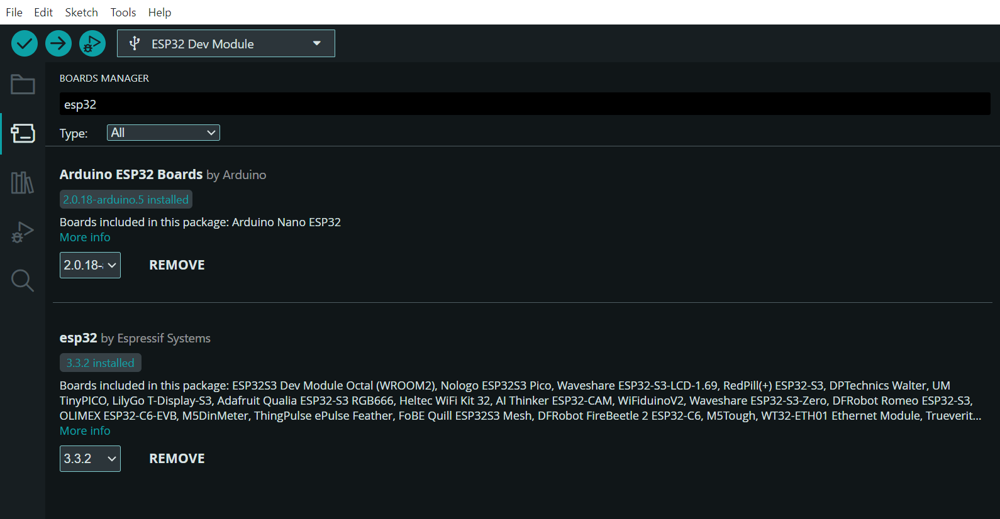 File Edit Sketch Tools Help
ESP32 Dev Module
BOARDS MANAGER
esp32
Type: All
Arduino ESP32 Boards by Arduino
2.0.18-arduino.5 installed
Boards included in this package: Arduino Nano ESP32
More info
2.0.18- REMOVE
esp32 by Espressif Systems
3.3.2 installed
Boards included in this package: ESP32S3 Dev Module Octal (WROOM2), Nologo ESP32S3 Pico, Waveshare ESP32-S3-LCD-1.69, RedPill(+) ESP32-S3, DPTechnics Walter, UM
TinyPICO, LilyGo T-Display-S3, Adafruit Qualia ESP32-S3 RGB666, Heltec WiFi Kit 32, AI Thinker ESP32-CAM, WiFiduinoV2, Waveshare ESP32-S3-Zero, DFRobot Romeo ESP32-S3,
OLIMEX ESP32-C6-EVB, M5DinMeter, ThingPulse ePulse Feather, FoBE Quill ESP32S3 Mesh, DFRobot FireBeetle 2 ESP32-C6, M5Tough, WT32-ETH01 Ethernet Module, Trueverit...
More info
3.3.2 REMOVE